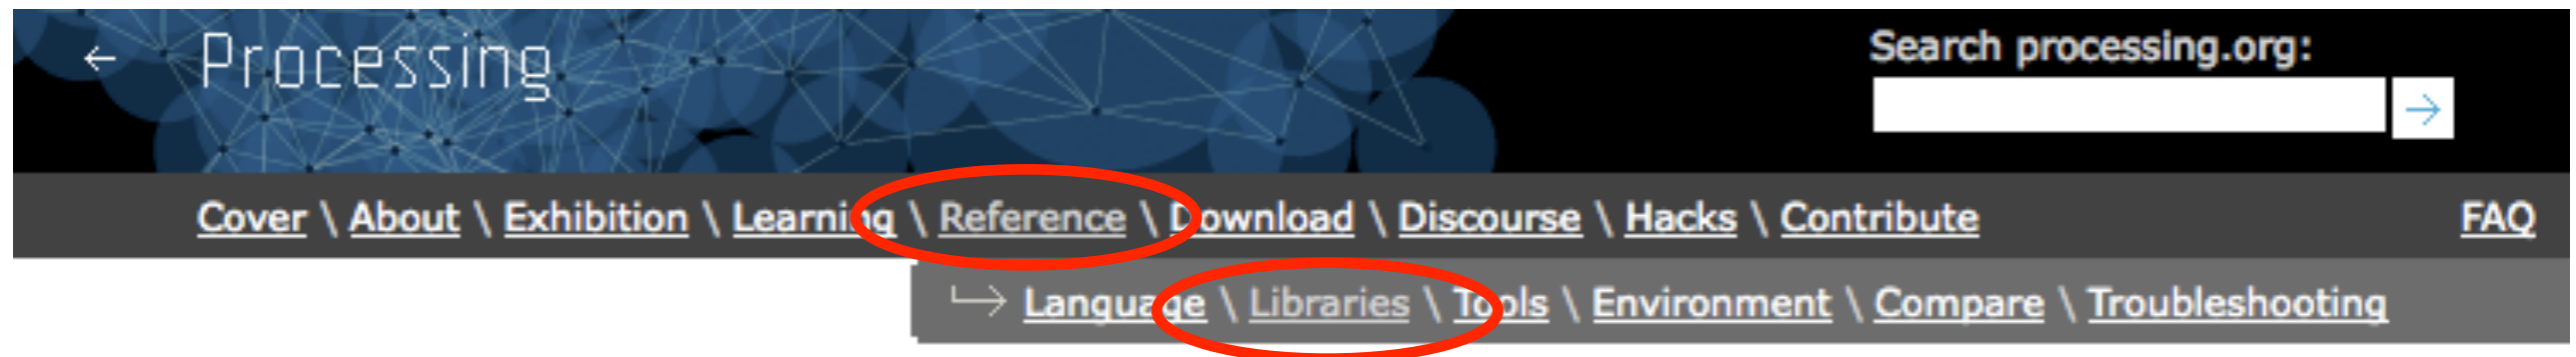 ← Processing
Search processing.org:
→
Cover \ About \ Exhibition \ Learning \ Reference \ Download \ Discourse \ Hacks \ Contribute FAQ
↳ Language \ Libraries \ Tools \ Environment \ Compare \ Troubleshooting